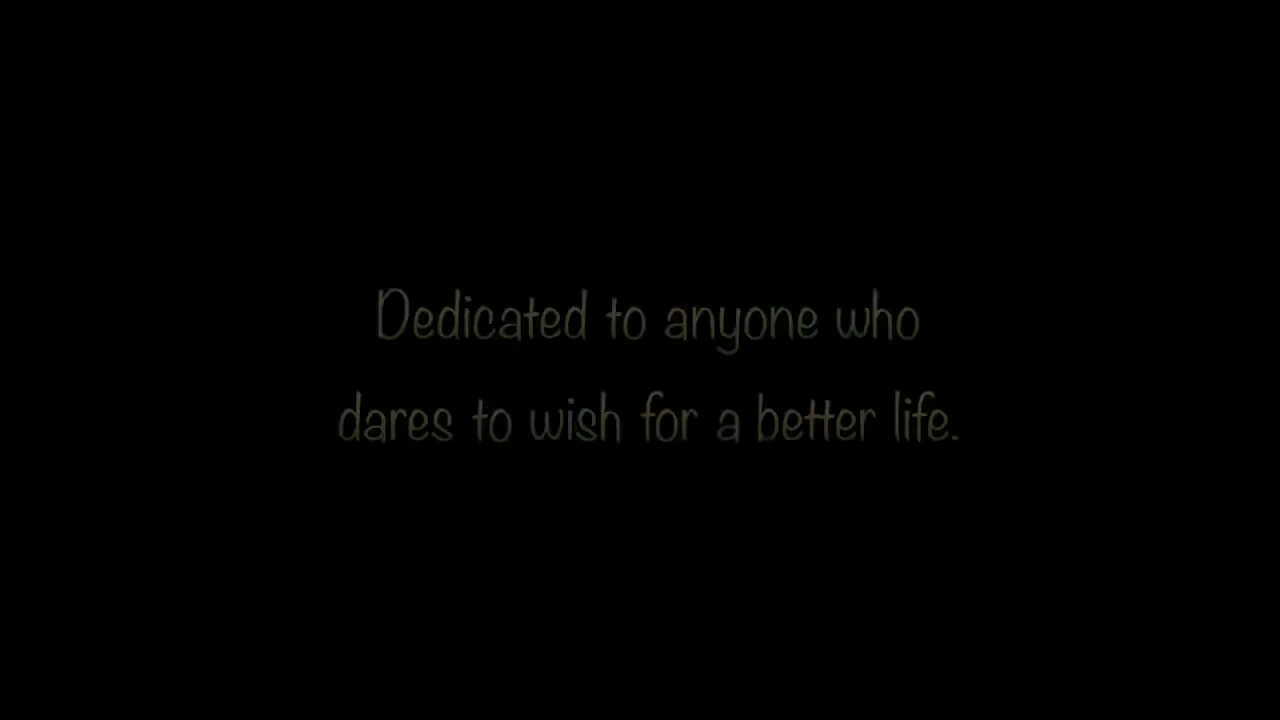 Dedicated to anyone who
dares to wish for a better life.